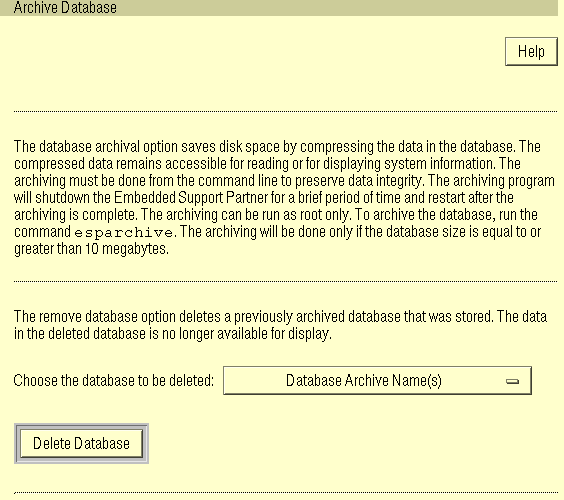 Archive Database
Help
The database archival option saves disk space by compressing the data in the database. The
compressed data remains accessible for reading or for displaying system information. The
archiving must be done from the command line to preserve data integrity. The archiving program
will shutdown the Embedded Support Partner for a brief period of time and restart after the
archiving is complete. The archiving can be run as root only. To archive the database, run the
command esparchive. The archiving will be done only if the database size is equal to or
greater than 10 megabytes.
The remove database option deletes a previously archived database that was stored. The data
in the deleted database is no longer available for display.
Choose the database to be deleted: Database Archive Name(s)
Delete Database